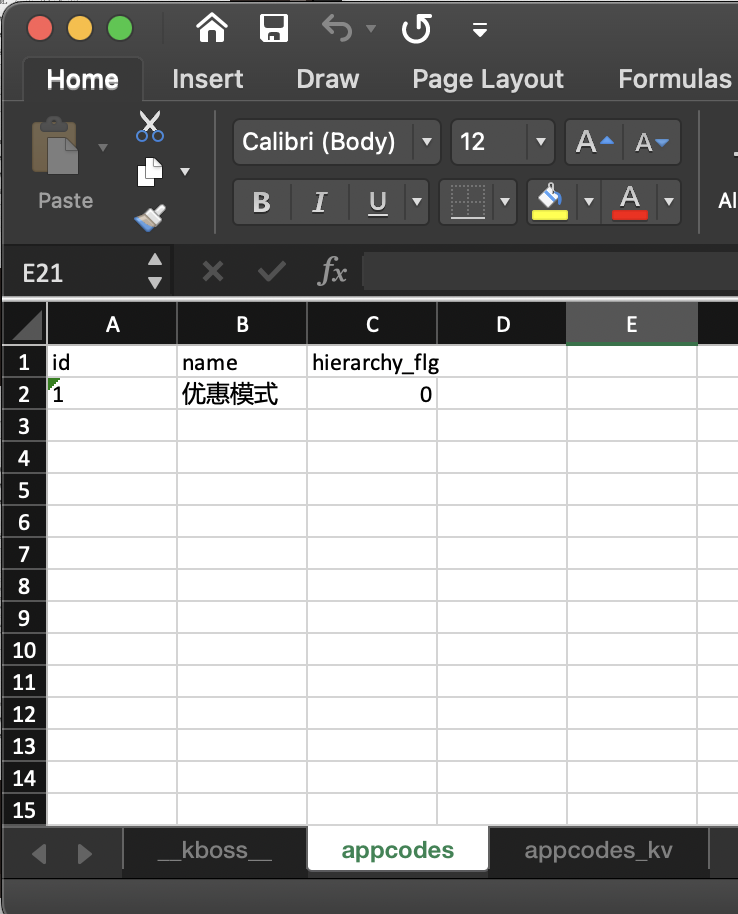 Home Insert Draw Page Layout Formulas
Calibri (Body) 12 A A
Paste
B I U A
E21 fx
A B C D E
1 id name hierarchy_flg
2 1 优惠模式 0
3
4
5
6
7
8
9
10
11
12
13
14
15
__kboss__ appcodes appcodes_kv